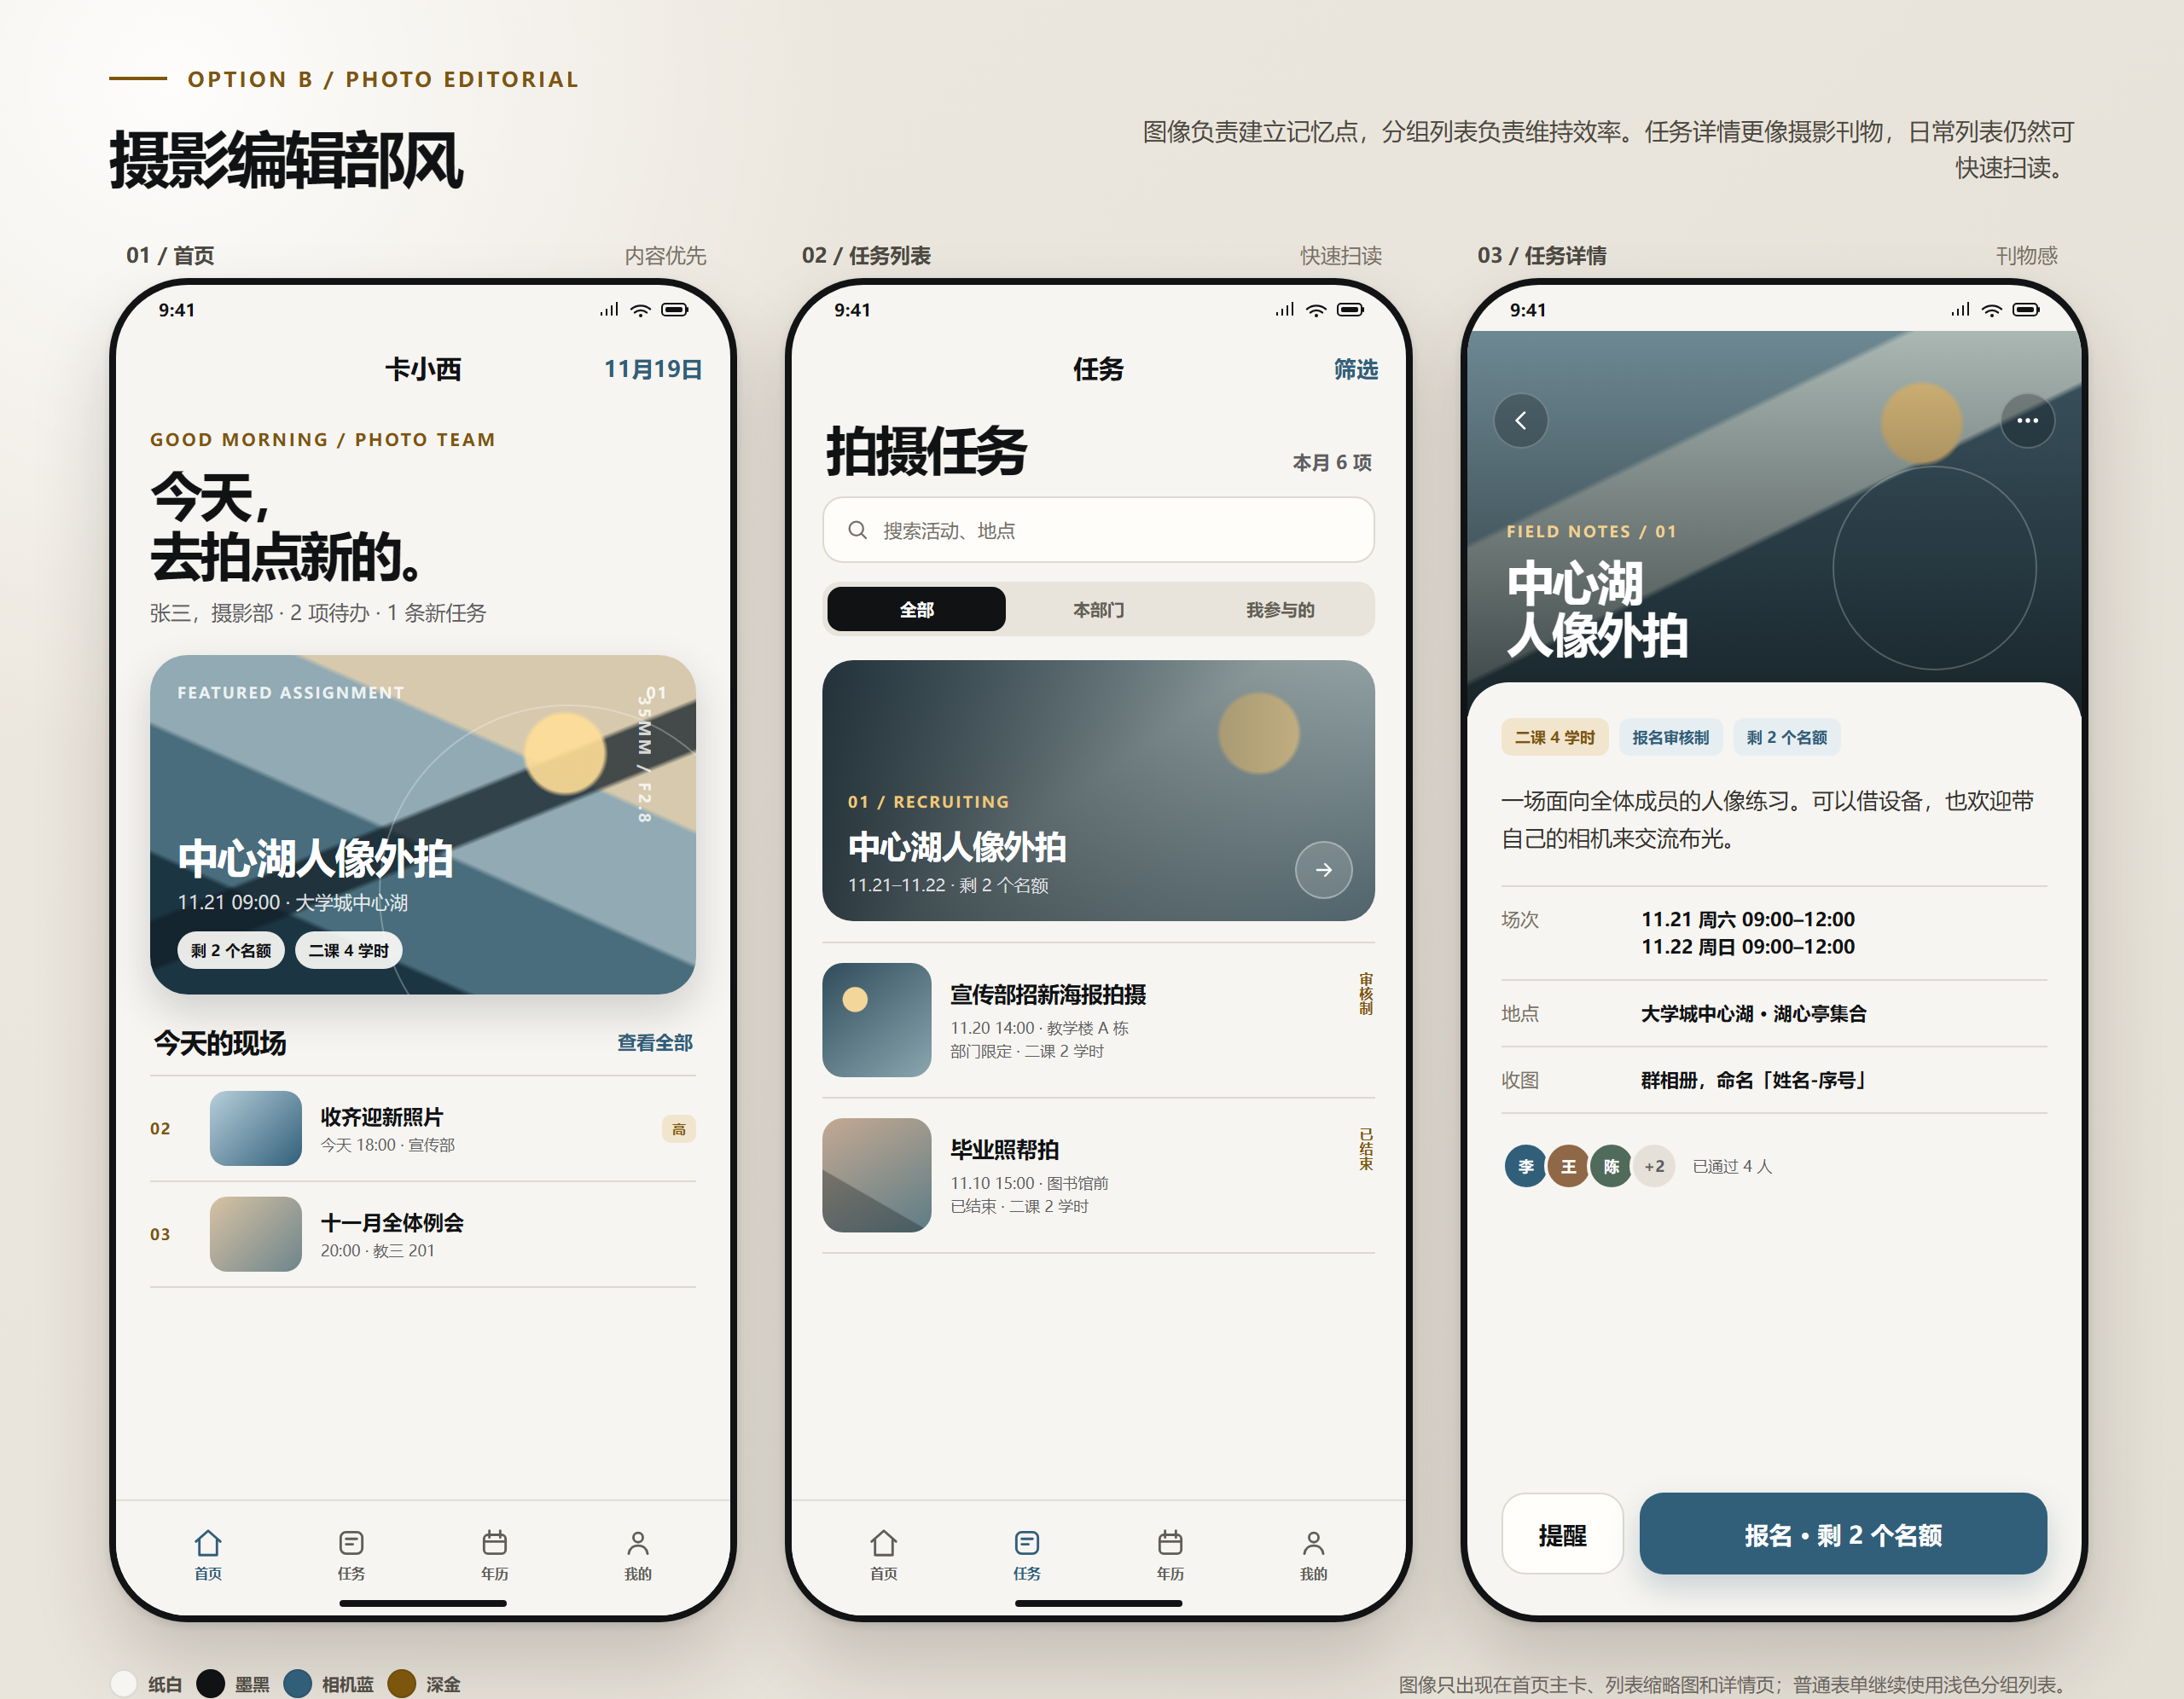 OPTION B / PHOTO EDITORIAL
摄影编辑部风
图像负责建立记忆点，分组列表负责维持效率。任务详情更像摄影刊物，日常列表仍然可
快速扫读。
01 / 首页
内容优先
9:41
卡小西
11月19日
GOOD MORNING / PHOTO TEAM
今天，
去拍点新的。
张三，摄影部 · 2 项待办 · 1 条新任务
FEATURED ASSIGNMENT
01
35MM / F2.8
中心湖人像外拍
11.21 09:00 · 大学城中心湖
剩 2 个名额
二课 4 学时
今天的现场
查看全部
02
收齐迎新照片
今天 18:00 · 宣传部
高
03
十一月全体例会
20:00 · 教三 201
首页
任务
年历
我的
02 / 任务列表
快速扫读
9:41
任务
筛选
拍摄任务
本月 6 项
搜索活动、地点
全部
本部门
我参与的
01 / RECRUITING
中心湖人像外拍
11.21–11.22 · 剩 2 个名额
宣传部招新海报拍摄
11.20 14:00 · 教学楼 A 栋
部门限定 · 二课 2 学时
审核制
毕业照帮拍
11.10 15:00 · 图书馆前
已结束 · 二课 2 学时
已结束
首页
任务
年历
我的
03 / 任务详情
刊物感
9:41
FIELD NOTES / 01
中心湖
人像外拍
二课 4 学时
报名审核制
剩 2 个名额
一场面向全体成员的人像练习。可以借设备，也欢迎带
自己的相机来交流布光。
场次
11.21 周六 09:00–12:00
11.22 周日 09:00–12:00
地点
大学城中心湖 · 湖心亭集合
收图
群相册，命名「姓名-序号」
李
王
陈
+2
已通过 4 人
提醒
报名 · 剩 2 个名额
纸白
墨黑
相机蓝
深金
图像只出现在首页主卡、列表缩略图和详情页；普通表单继续使用浅色分组列表。